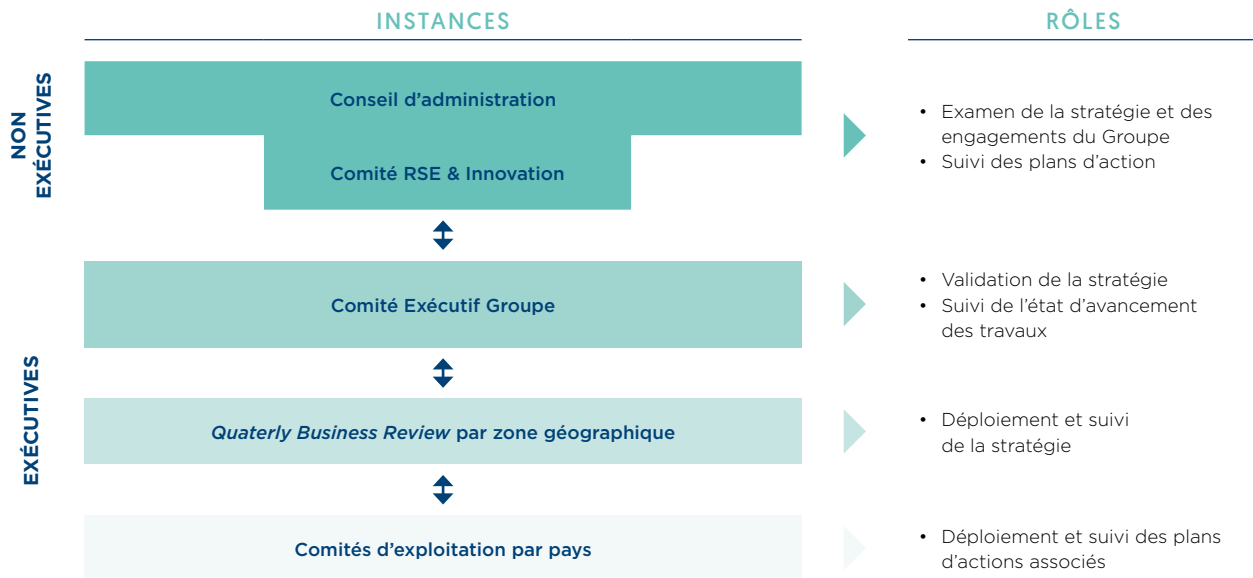 INSTANCES
RÔLES
NON
EXÉCUTIVES
Conseil d'administration
Comité RSE & Innovation
• Examen de la stratégie et des
engagements du Groupe
• Suivi des plans d'action
EXÉCUTIVES
Comité Exécutif Groupe
• Validation de la stratégie
• Suivi de l'état d'avancement
des travaux
Quaterly Business Review par zone géographique
• Déploiement et suivi
de la stratégie
Comités d'exploitation par pays
• Déploiement et suivi des plans
d'actions associés